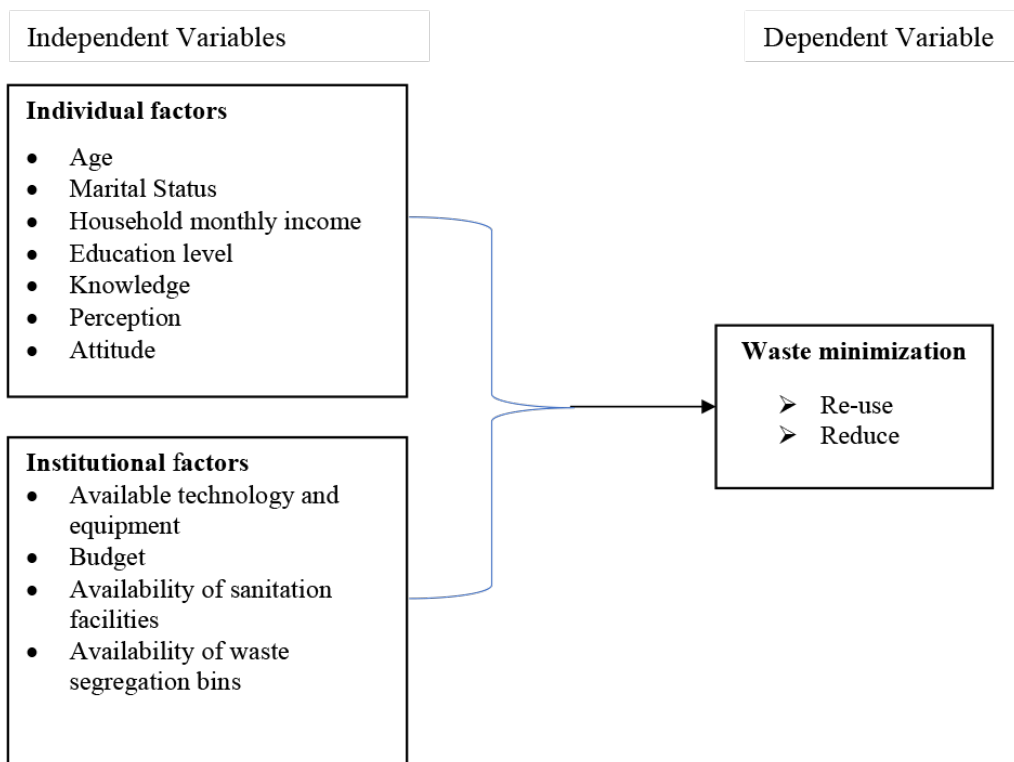 Independent Variables
Dependent Variable
Individual factors
• Age
• Marital Status
• Household monthly income
• Education level
• Knowledge
• Perception
• Attitude
Waste minimization
➢ Re-use
➢ Reduce
Institutional factors
• Available technology and
equipment
• Budget
• Availability of sanitation
facilities
• Availability of waste
segregation bins